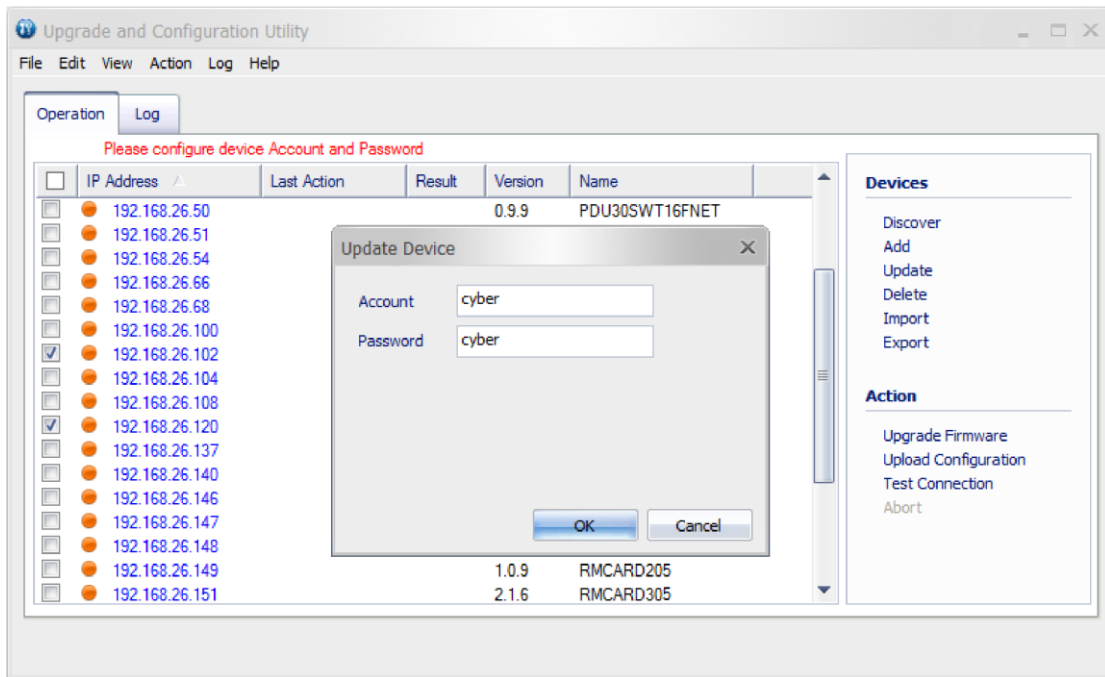 Upgrade and Configuration Utility
File Edit View Action Log Help
Operation Log
Please configure device Account and Password
IP Address Last Action Result Version Name
192.168.26.50 0.9.9 PDU30SWT16FNET
192.168.26.51
192.168.26.54
192.168.26.66
192.168.26.68
192.168.26.100
192.168.26.102
192.168.26.104
192.168.26.108
192.168.26.120
192.168.26.137
192.168.26.140
192.168.26.146
192.168.26.147
192.168.26.148
192.168.26.149 1.0.9 RMCARD205
192.168.26.151 2.1.6 RMCARD305
Update Device
Account cyber
Password cyber
OK Cancel
Devices
Discover
Add
Update
Delete
Import
Export
Action
Upgrade Firmware
Upload Configuration
Test Connection
Abort